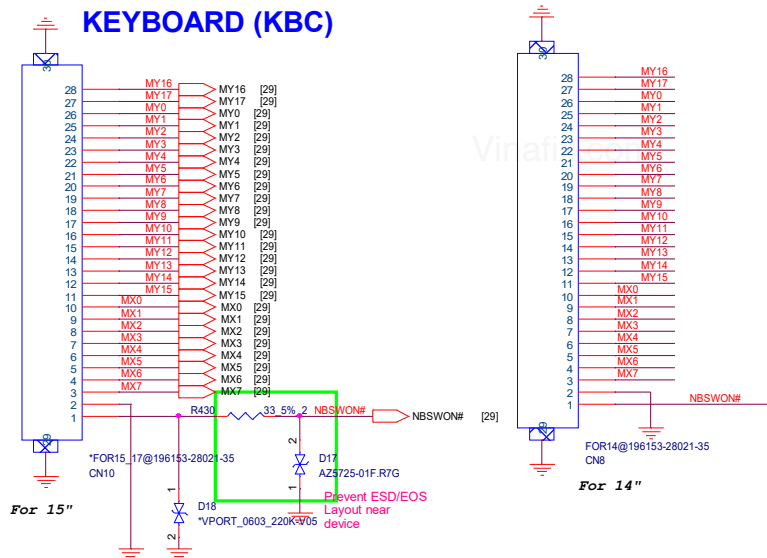 KEYBOARD (KBC)
30
28 MY16 MY16 [29]
27 MY17 MY17 [29]
26 MY0 MY0 [29]
25 MY1 MY1 [29]
24 MY2 MY2 [29]
23 MY3 MY3 [29]
22 MY4 MY4 [29]
21 MY5 MY5 [29]
20 MY6 MY6 [29]
19 MY7 MY7 [29]
18 MY8 MY8 [29]
17 MY9 MY9 [29]
16 MY10 MY10 [29]
15 MY11 MY11 [29]
14 MY12 MY12 [29]
13 MY13 MY13 [29]
12 MY14 MY14 [29]
11 MY15 MY15 [29]
10 MX0 MX0 [29]
9 MX1 MX1 [29]
8 MX2 MX2 [29]
7 MX3 MX3 [29]
6 MX4 MX4 [29]
5 MX5 MX5 [29]
4 MX6 MX6 [29]
3 MX7 MX7 [29]
2
1 R430 33_5%_2 NBSWON# NBSWON# [29]
29
*FOR15_17@196153-28021-35
CN10
For 15"
2
D17
AZ5725-01F.R7G
1
Prevent ESD/EOS
Layout near
device
1
D18
*VPORT_0603_220K-V05
2
30
28 MY16
27 MY17
26 MY0
25 MY1
24 MY2
23 MY3
22 MY4
21 MY5
20 MY6
19 MY7
18 MY8
17 MY9
16 MY10
15 MY11
14 MY12
13 MY13
12 MY14
11 MY15
10 MX0
9 MX1
8 MX2
7 MX3
6 MX4
5 MX5
4 MX6
3 MX7
2
1 NBSWON#
29
FOR14@196153-28021-35
CN8
For 14"